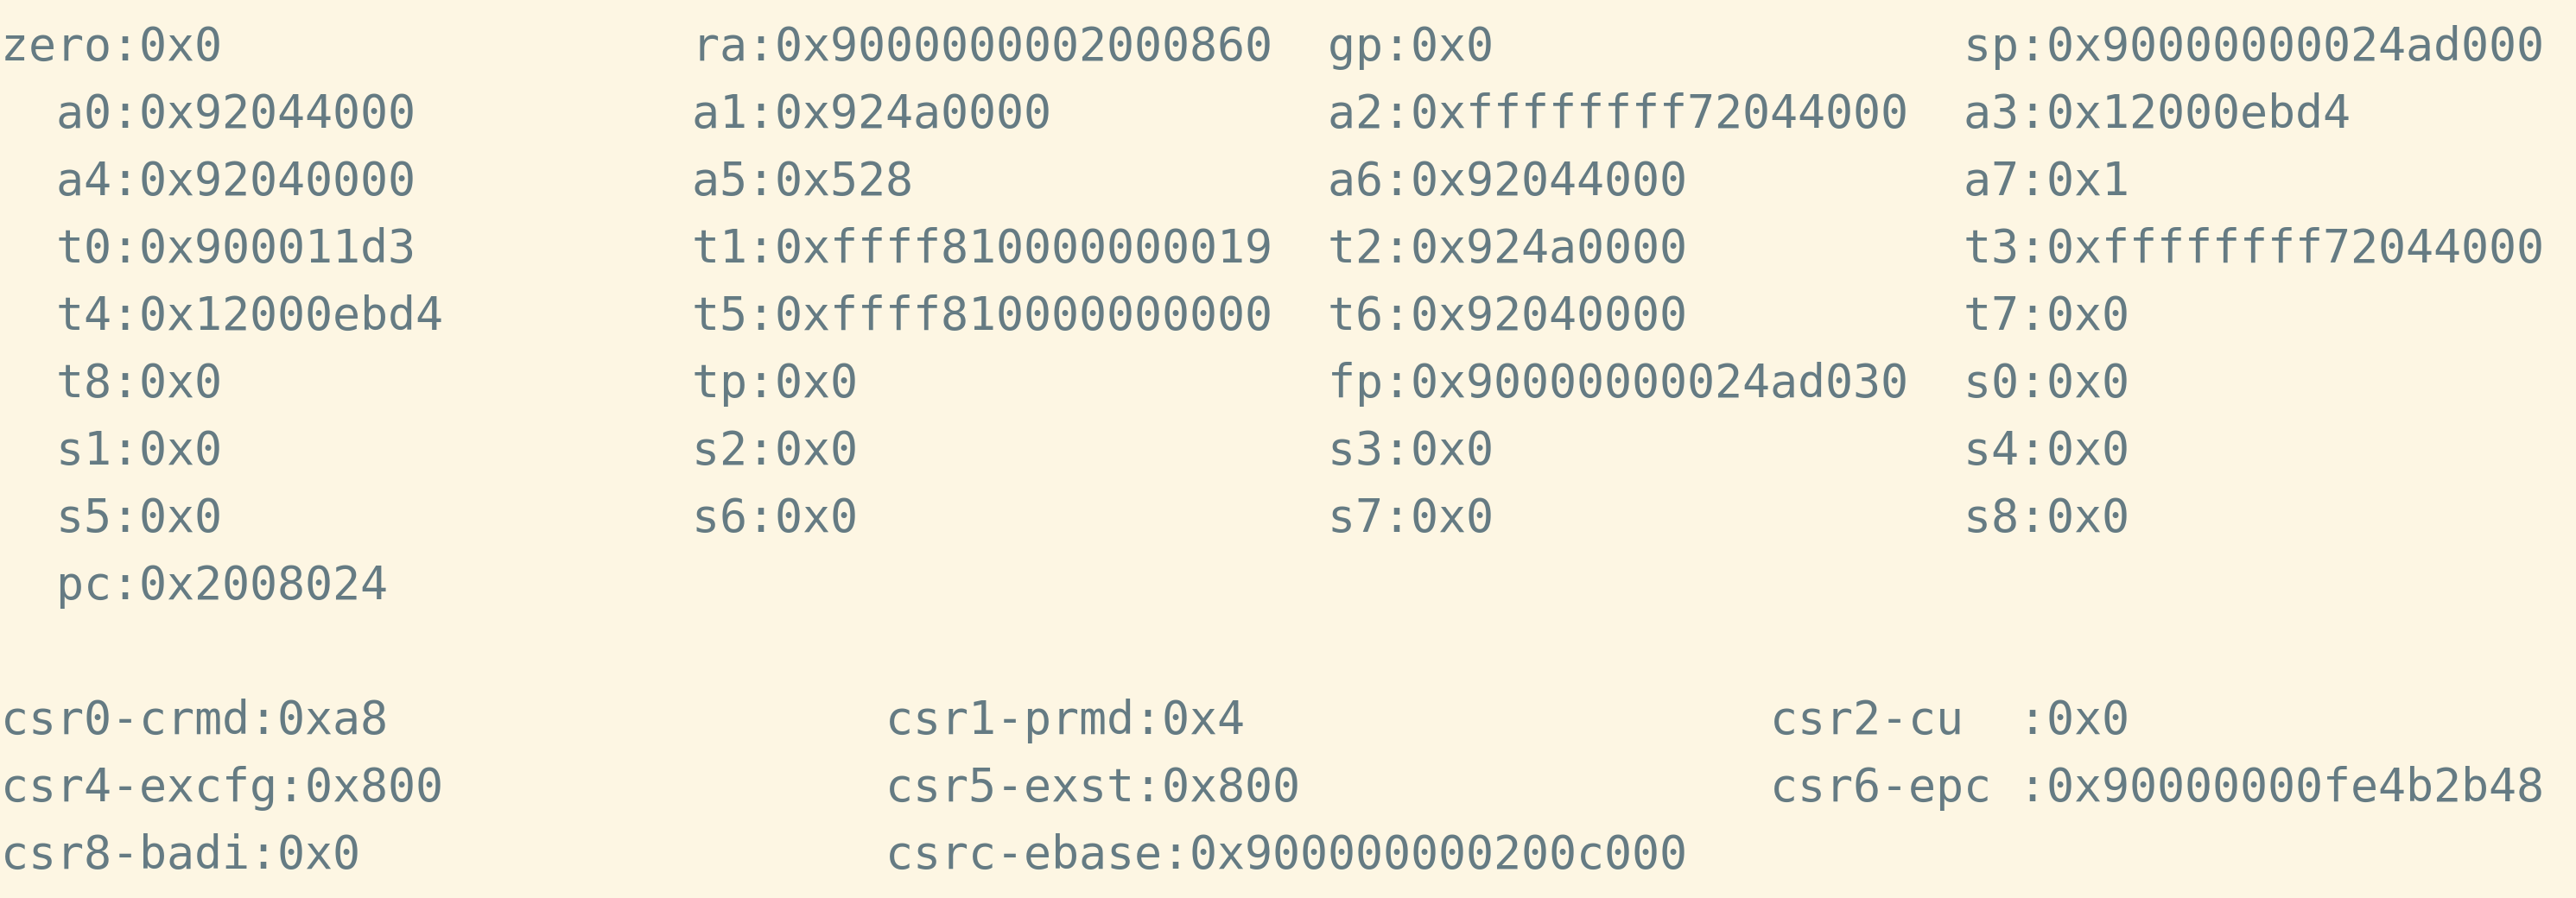 zero:0x0                 ra:0x9000000002000860  gp:0x0                 sp:0x90000000024ad000
  a0:0x92044000          a1:0x924a0000          a2:0xffffffff72044000  a3:0x12000ebd4
  a4:0x92040000          a5:0x528               a6:0x92044000          a7:0x1
  t0:0x900011d3          t1:0xffff810000000019  t2:0x924a0000          t3:0xffffffff72044000
  t4:0x12000ebd4         t5:0xffff810000000000  t6:0x92040000          t7:0x0
  t8:0x0                 tp:0x0                 fp:0x90000000024ad030  s0:0x0
  s1:0x0                 s2:0x0                 s3:0x0                 s4:0x0
  s5:0x0                 s6:0x0                 s7:0x0                 s8:0x0
  pc:0x2008024
csr0-crmd:0xa8                  csr1-prmd:0x4                   csr2-cu  :0x0
csr4-excfg:0x800                csr5-exst:0x800                 csr6-epc :0x90000000fe4b2b48
csr8-badi:0x0                   csrc-ebase:0x900000000200c000